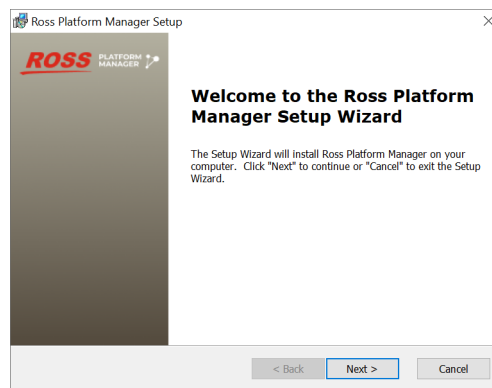 Ross Platform Manager Setup
ROSS PLATFORM
MANAGER
Welcome to the Ross Platform
Manager Setup Wizard
The Setup Wizard will install Ross Platform Manager on your
computer. Click "Next" to continue or "Cancel" to exit the Setup
Wizard.
< Back Next > Cancel